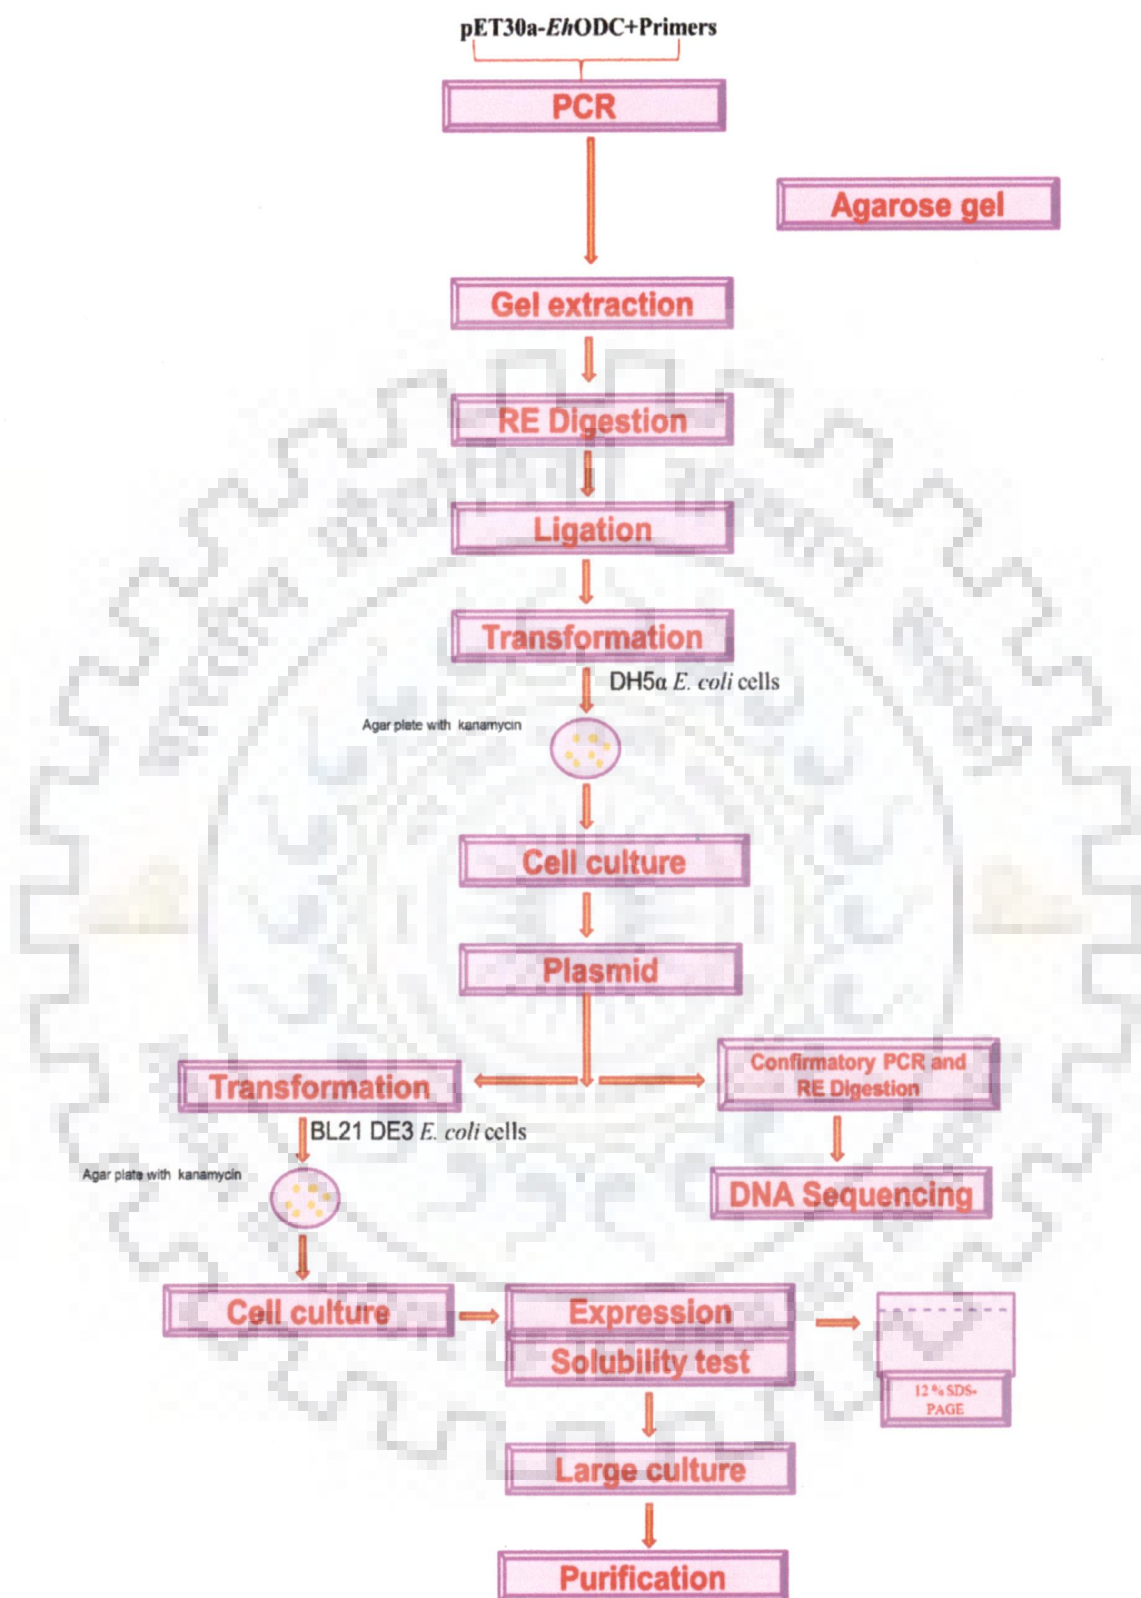 pET30a-EhODC+Primers
PCR
Agarose gel
Gel extraction
RE Digestion
Ligation
Transformation
DH5α E. coli cells
Agar plate with kanamycin
Cell culture
Plasmid
Transformation
Confirmatory PCR and
RE Digestion
BL21 DE3 E. coli cells
Agar plate with kanamycin
DNA Sequencing
Cell culture
Expression
Solubility test
12 % SDS-
PAGE
Large culture
Purification